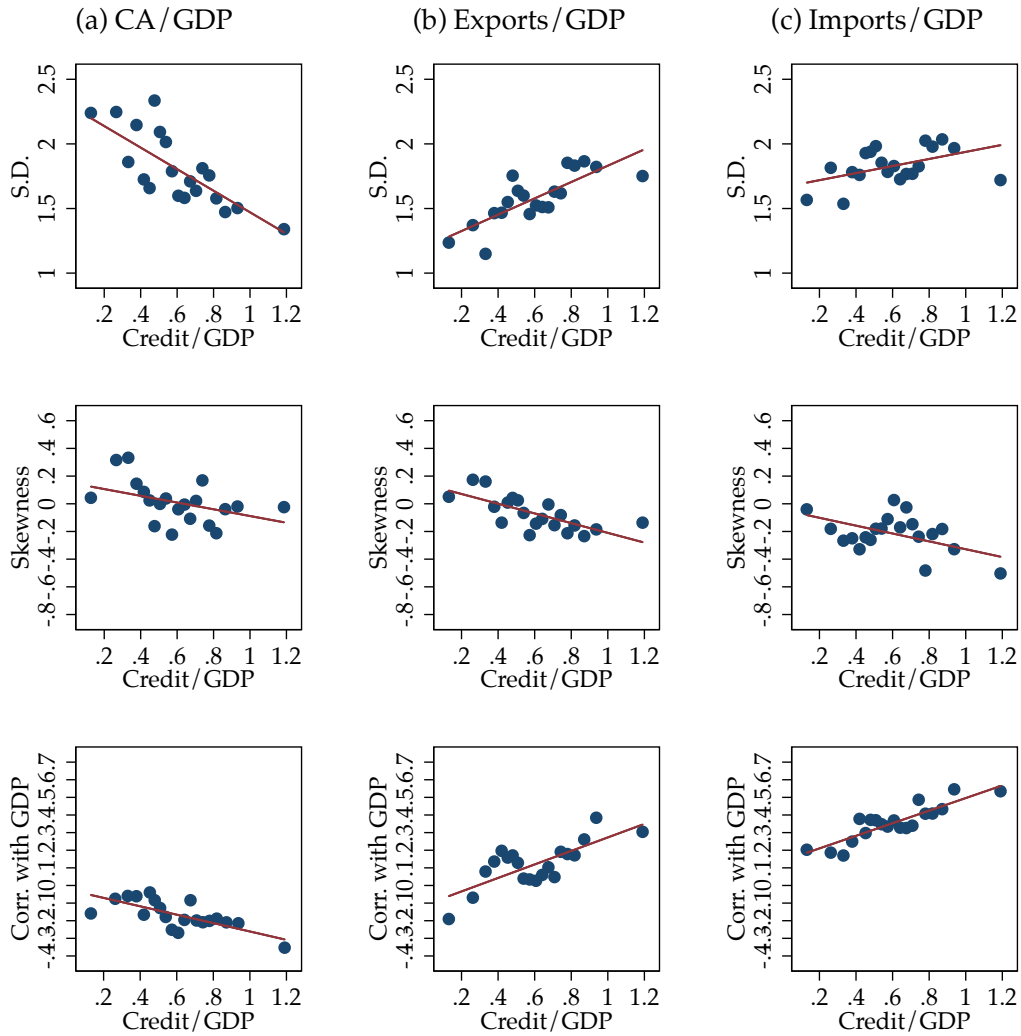 (a) CA/GDP
(b) Exports/GDP
(c) Imports/GDP
S.D.
1 1.5 2 2.5
.2 .4 .6 .8 1 1.2
Credit/GDP
S.D.
1 1.5 2 2.5
.2 .4 .6 .8 1 1.2
Credit/GDP
S.D.
1 1.5 2 2.5
.2 .4 .6 .8 1 1.2
Credit/GDP
Skewness
-.8-.6-.4-.2 0 .2 .4 .6
.2 .4 .6 .8 1 1.2
Credit/GDP
Skewness
-.8-.6-.4-.2 0 .2 .4 .6
.2 .4 .6 .8 1 1.2
Credit/GDP
Skewness
-.8-.6-.4-.2 0 .2 .4 .6
.2 .4 .6 .8 1 1.2
Credit/GDP
Corr. with GDP
-.4.3.2.10.1.2.3.4.5.6.7
.2 .4 .6 .8 1 1.2
Credit/GDP
Corr. with GDP
-.4.3.2.10.1.2.3.4.5.6.7
.2 .4 .6 .8 1 1.2
Credit/GDP
Corr. with GDP
-.4.3.2.10.1.2.3.4.5.6.7
.2 .4 .6 .8 1 1.2
Credit/GDP